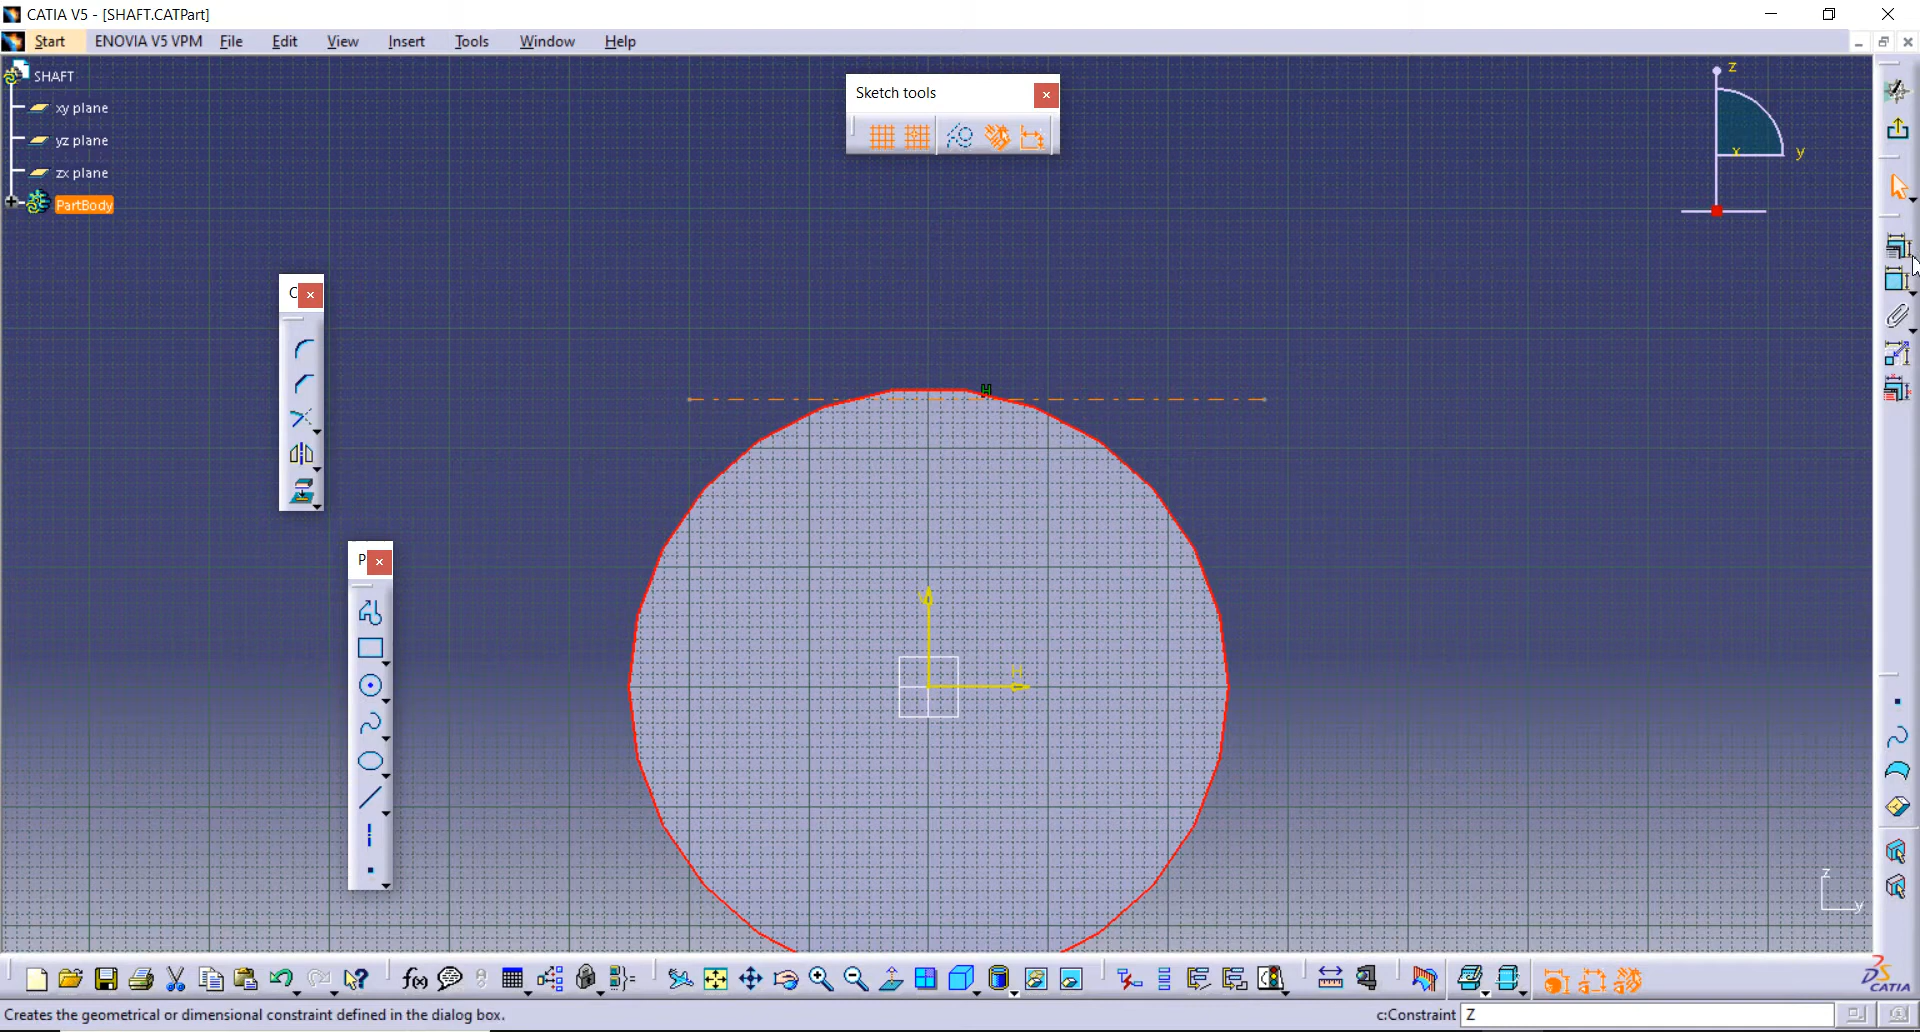 CATIA V5 - [SHAFT.CATPart]
Start ENOVIA V5 VPM File Edit View Insert Tools Window Help
SHAFT
xy plane
yz plane
zx plane
PartBody
Sketch tools
z
x
y
C
H
P
V
H
z
y
f(x)
CATIA
Creates the geometrical or dimensional constraint defined in the dialog box.
c:Constraint Z